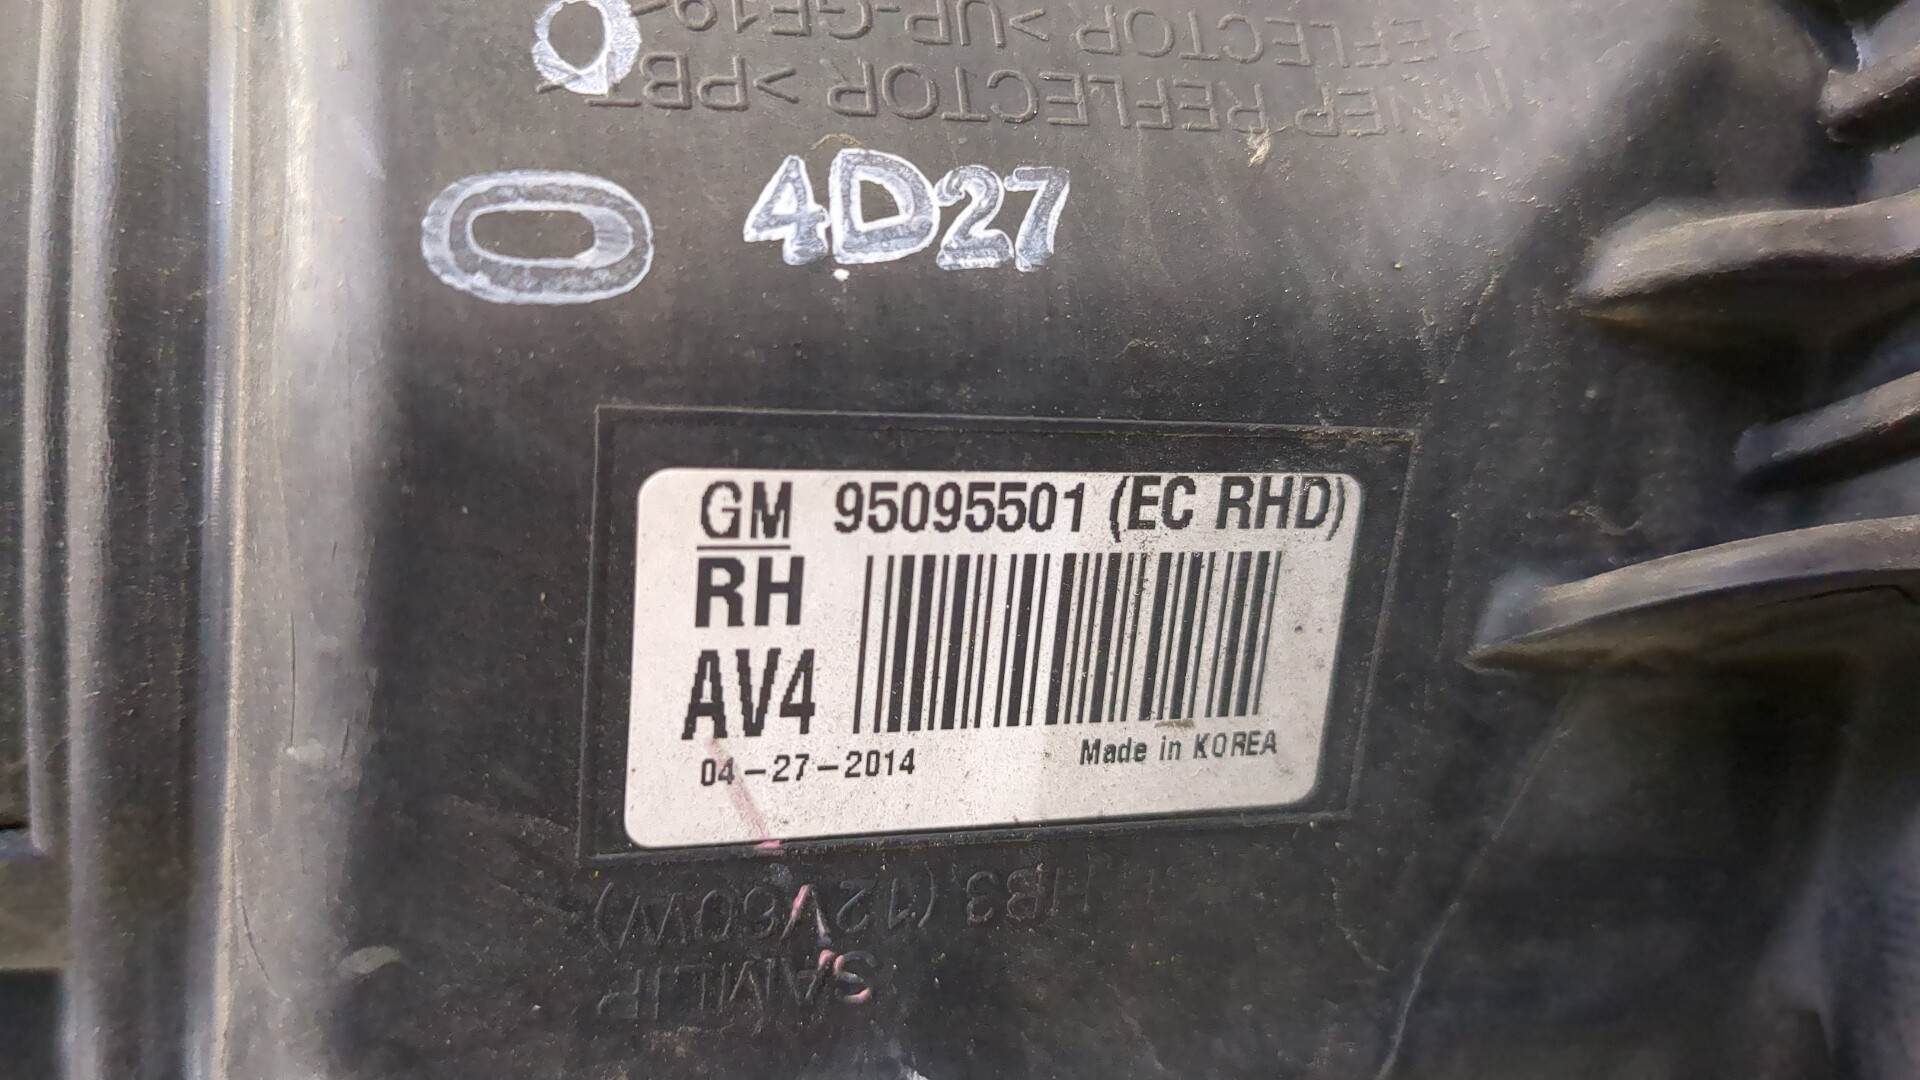 REFLECTOR >UP-GF19<
INNER REFLECTOR >PBT<
O 4D27
GM 95095501 (EC RHD)
RH
AV4
04-27-2014 Made in KOREA
HB3 (12V60W)
SAMLIP